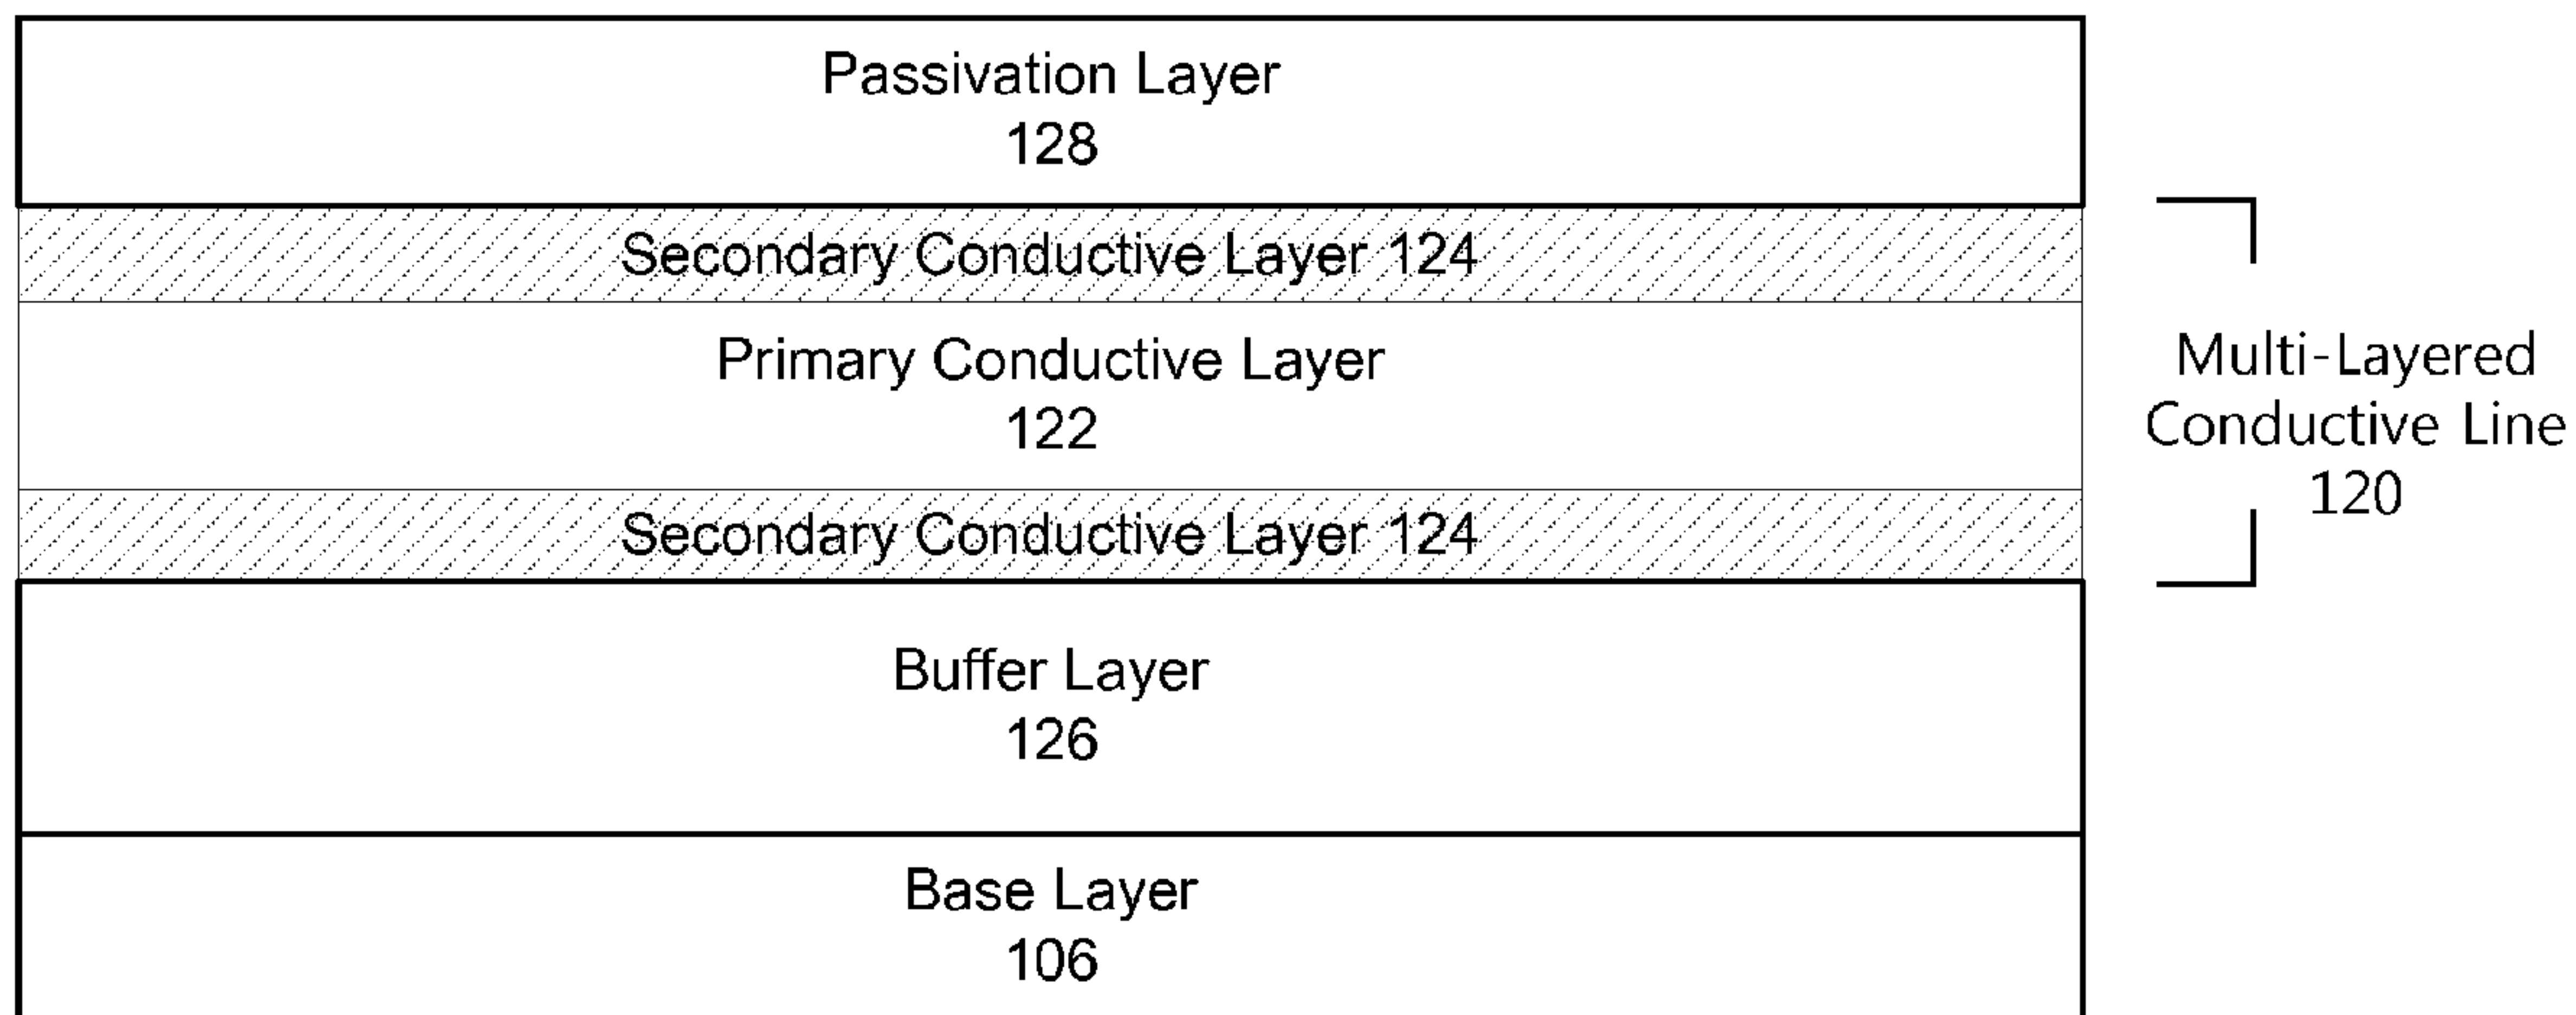 Passivation Layer
128
Secondary Conductive Layer 124
Primary Conductive Layer
122
Secondary Conductive Layer 124
Multi-Layered
Conductive Line
120
Buffer Layer
126
Base Layer
106